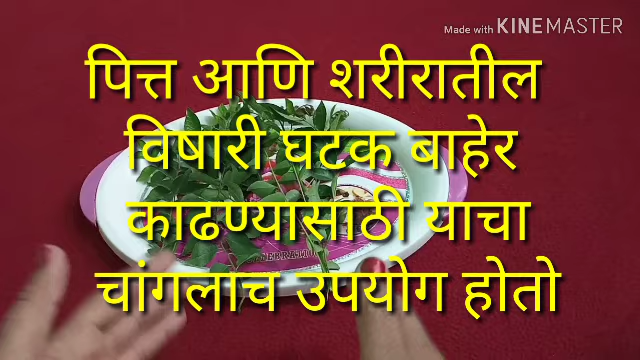 Made with KINEMASTER
पित्त आणि शरीरातील
विषारी घटक बाहेर
काढण्यासाठी याचा
चांगलाच उपयोग होतो